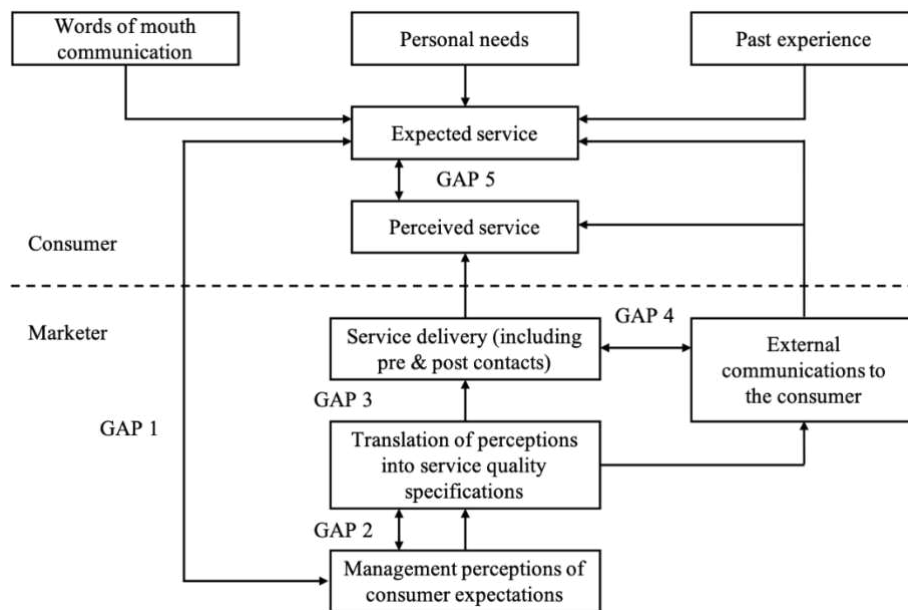 Words of mouth
communication
Personal needs
Past experience
Expected service
GAP 5
Perceived service
Consumer
Marketer
Service delivery (including
pre & post contacts)
GAP 4
External
communications to
the consumer
GAP 3
GAP 1
Translation of perceptions
into service quality
specifications
GAP 2
Management perceptions of
consumer expectations